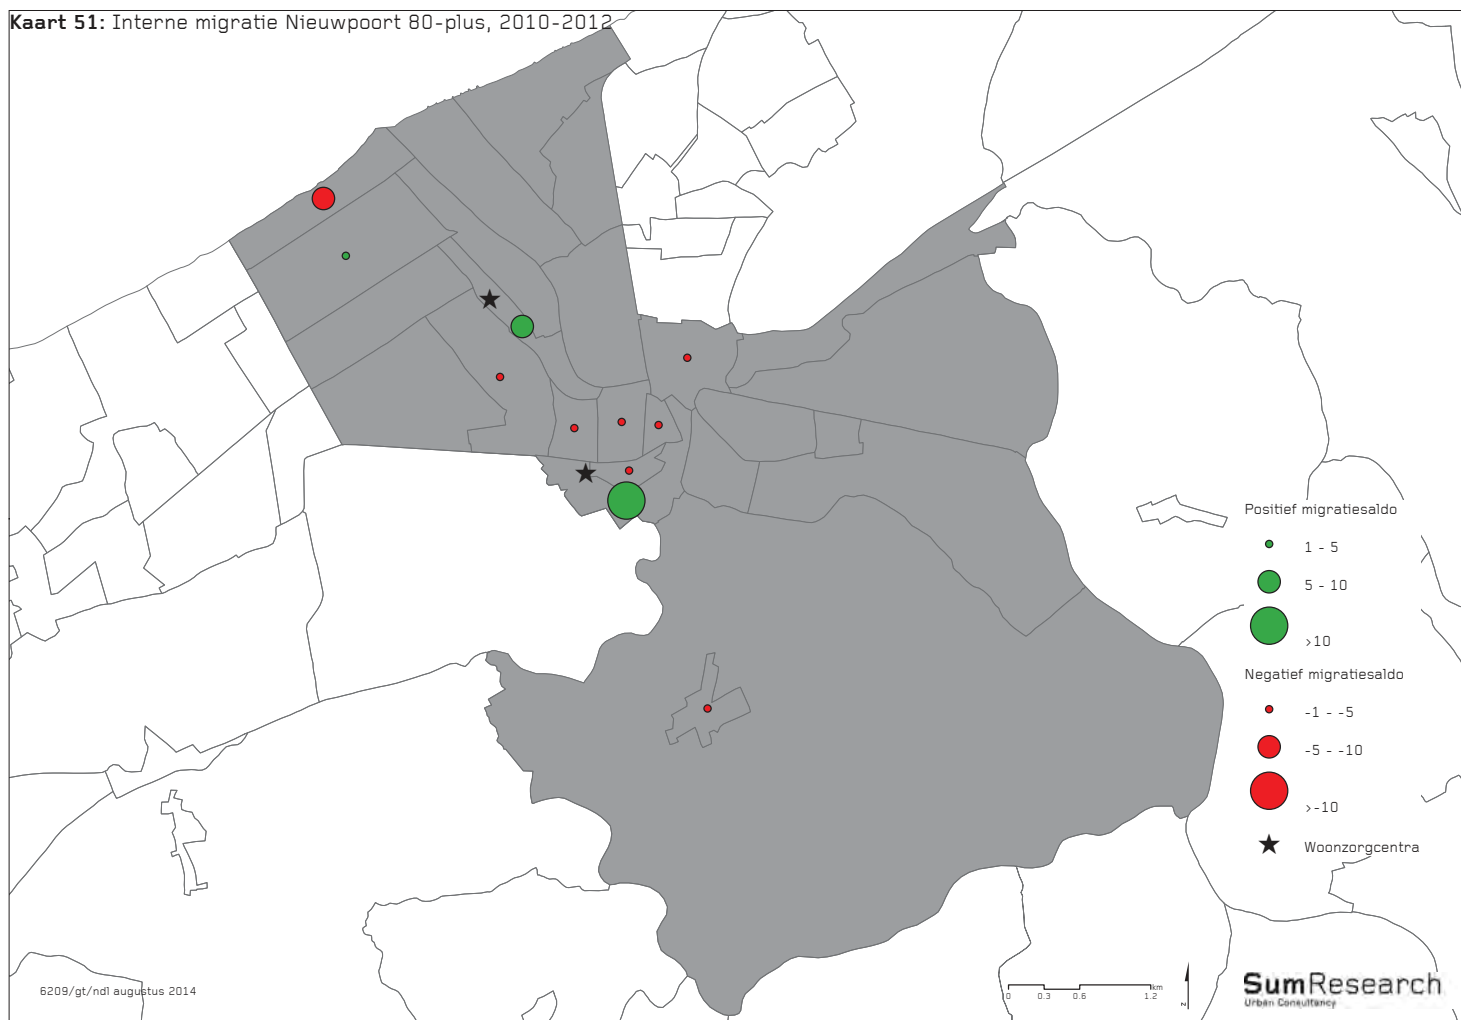 Kaart 51: Interne migratie Nieuwpoort 80-plus, 2010-2012
Positief migratiesaldo
1 - 5
5 - 10
>10
Negatief migratiesaldo
-1 - -5
-5 - -10
>-10
Woonzorgcentra
6209/gt/ndl augustus 2014
km
0 0.3 0.6 1.2
N
SumResearch
Urban Consultancy